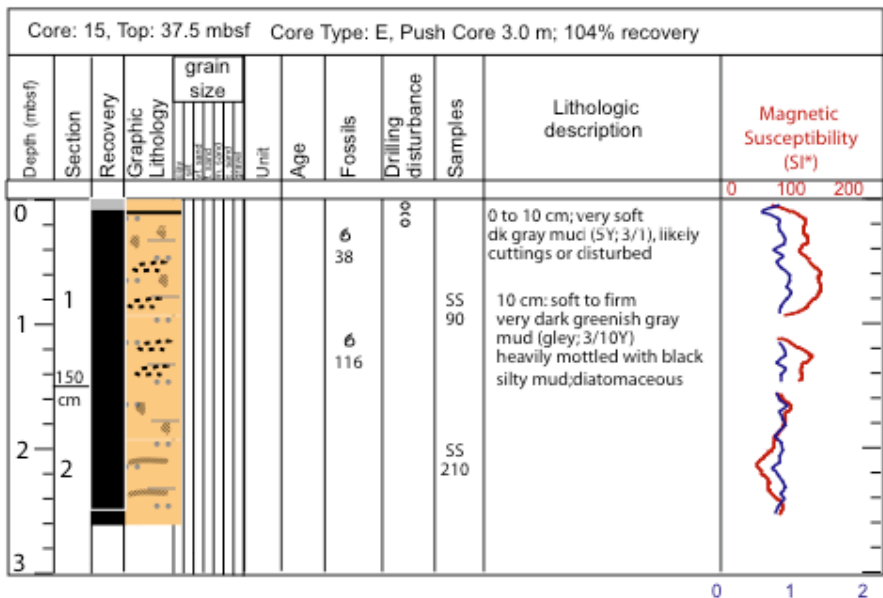 Core: 15, Top: 37.5 mbsf Core Type: E, Push Core 3.0 m; 104% recovery
Depth (mbsf)
Section
Recovery
Graphic
Lithology
grain
size
silt
gravel
Unit
Age
Fossils
Drilling
disturbance
Samples
Lithologic
description
Magnetic
Susceptibility
(SI*)
0 100 200
0
1
2
3
1
150
cm
2
6
38
6
116
SS
90
SS
210
0 to 10 cm; very soft
dk gray mud (5Y; 3/1), likely
cuttings or disturbed
10 cm: soft to firm
very dark greenish gray
mud (gley; 3/10Y)
heavily mottled with black
silty mud;diatomaceous
0 1 2